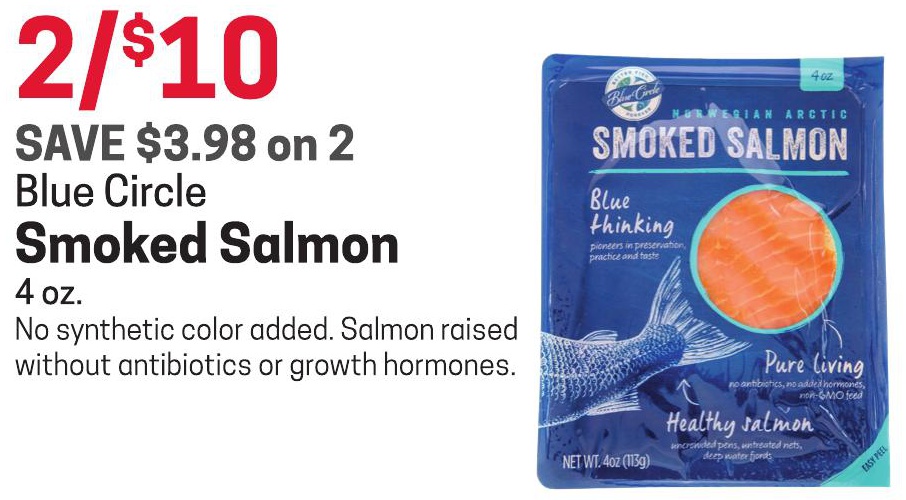 2/$10
SAVE $3.98 on 2
Blue Circle
Smoked Salmon
4 oz.
No synthetic color added. Salmon raised
without antibiotics or growth hormones.
4 oz
Blue Circle
NORWEGIAN ARCTIC
SMOKED SALMON
Blue
thinking
pioneers in preservation,
practice and taste
Pure living
no antibiotics, no added hormones,
non-GMO feed
Healthy salmon
uncrowded pens, untreated nets,
deep water fjords
NET WT. 4oz (113g)
EASY PEEL